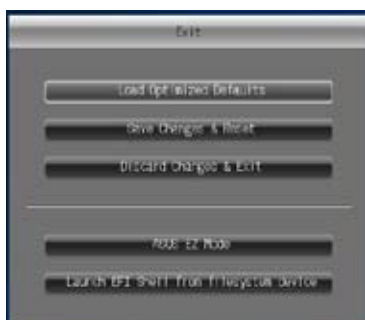 Exit
Load Optimized Defaults
Save Changes & Reset
Discard Changes & Exit
ASUS EZ Mode
Launch EFI Shell from filesystem device